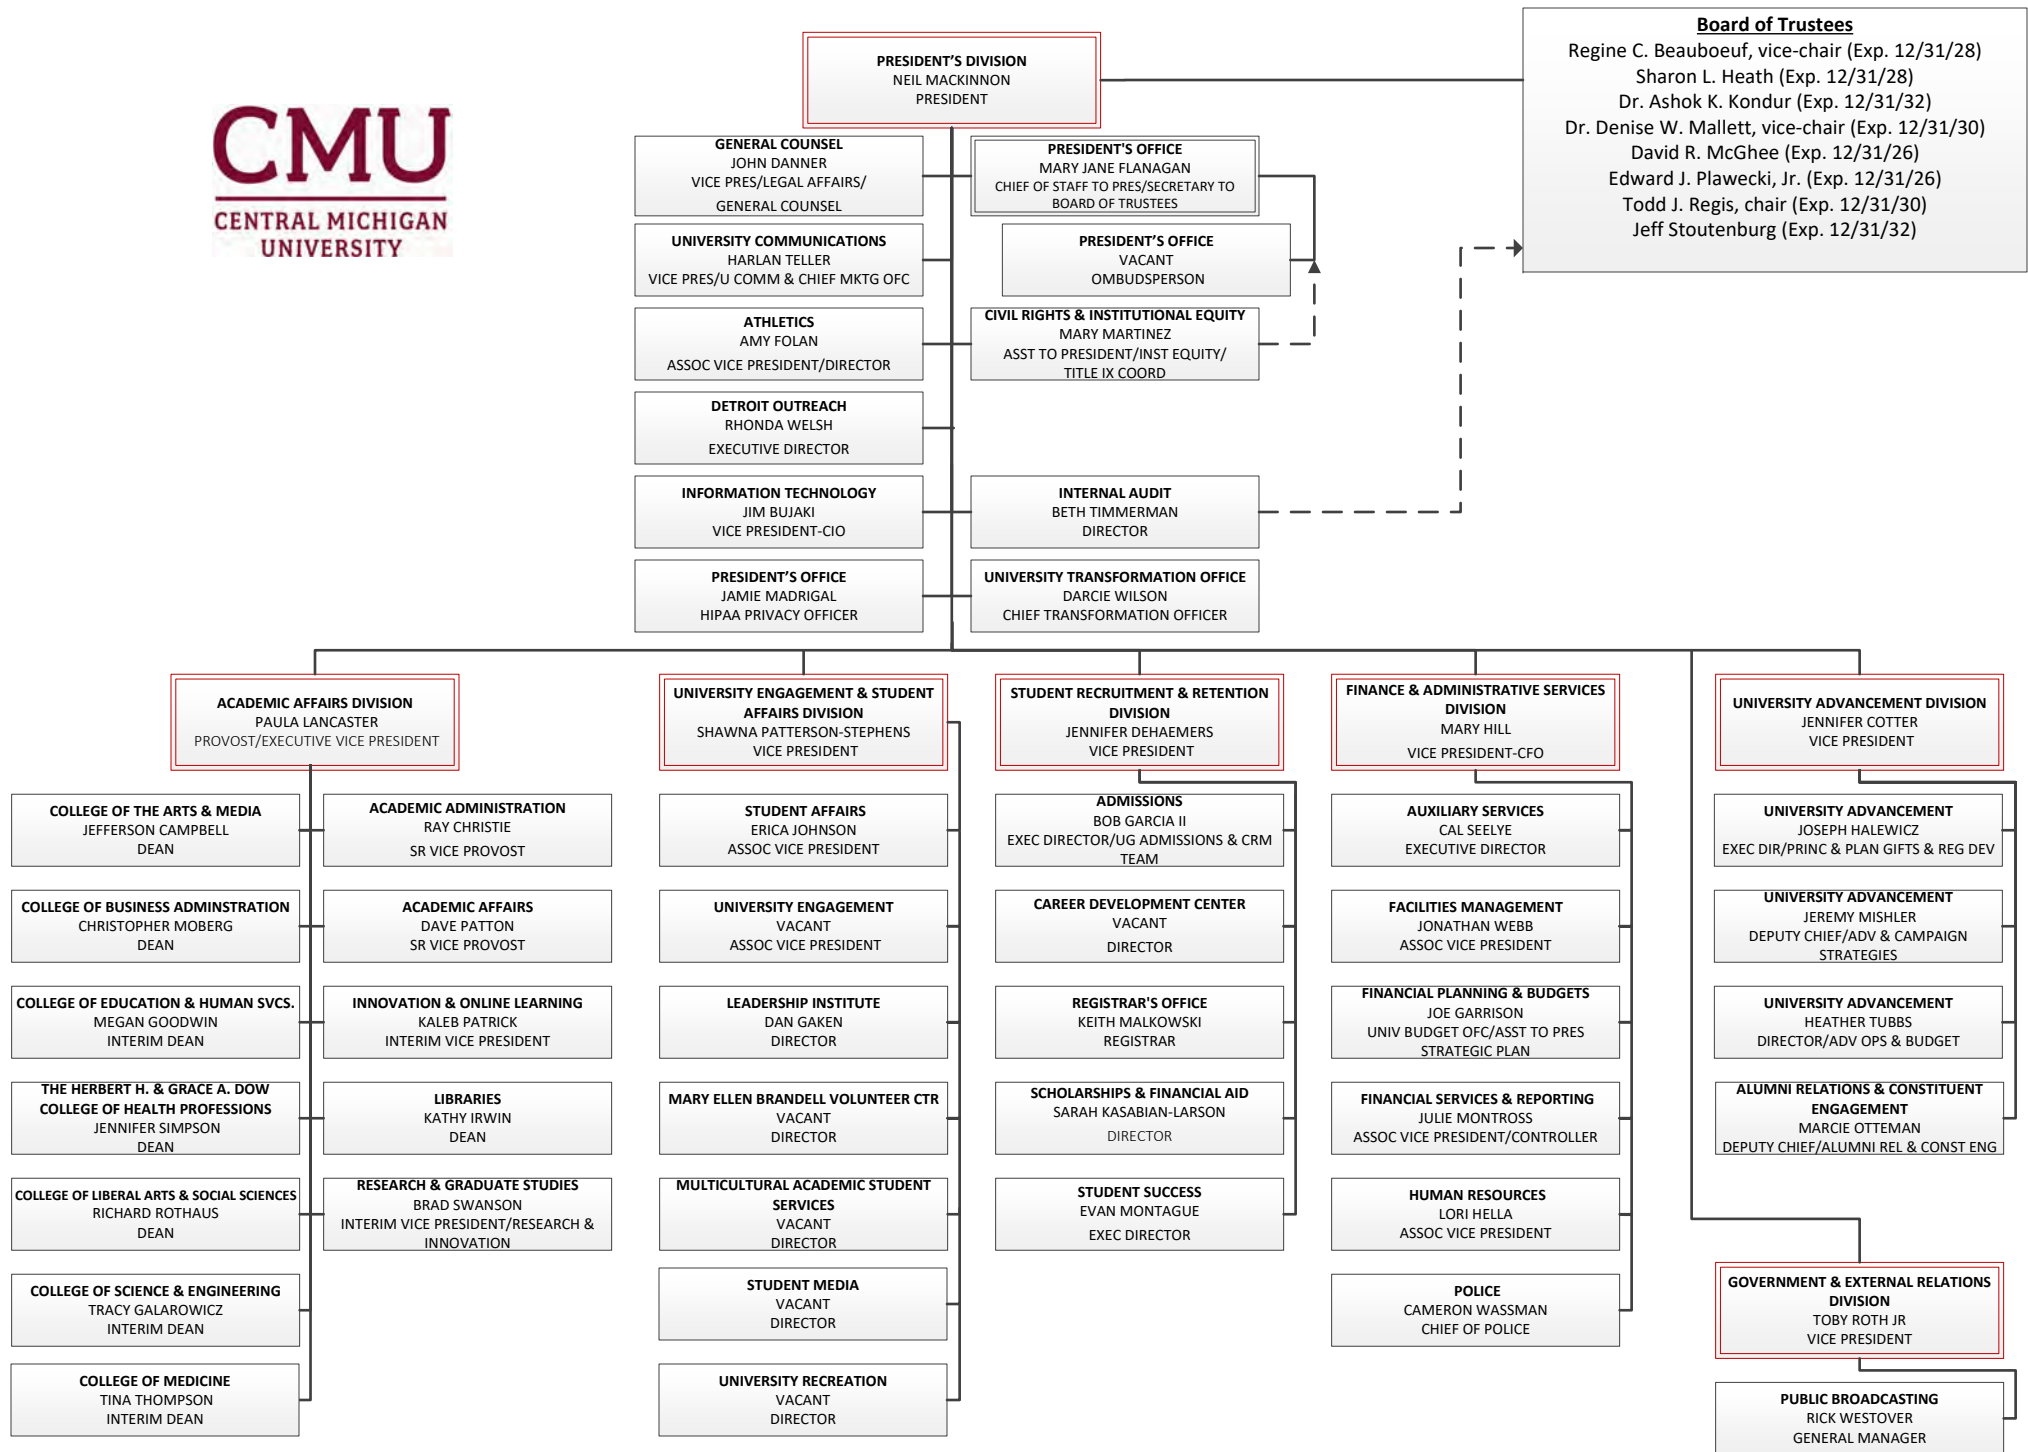 CMU
CENTRAL MICHIGAN
UNIVERSITY
PRESIDENT'S DIVISION
NEIL MACKINNON
PRESIDENT
Board of Trustees
Regine C. Beauboeuf, vice-chair (Exp. 12/31/28)
Sharon L. Heath (Exp. 12/31/28)
Dr. Ashok K. Kondur (Exp. 12/31/32)
Dr. Denise W. Mallett, vice-chair (Exp. 12/31/30)
David R. McGhee (Exp. 12/31/26)
Edward J. Plawecki, Jr. (Exp. 12/31/26)
Todd J. Regis, chair (Exp. 12/31/30)
Jeff Stoutenburg (Exp. 12/31/32)
GENERAL COUNSEL
JOHN DANNER
VICE PRES/LEGAL AFFAIRS/
GENERAL COUNSEL
PRESIDENT'S OFFICE
MARY JANE FLANAGAN
CHIEF OF STAFF TO PRES/SECRETARY TO
BOARD OF TRUSTEES
UNIVERSITY COMMUNICATIONS
HARLAN TELLER
VICE PRES/U COMM & CHIEF MKTG OFC
PRESIDENT'S OFFICE
VACANT
OMBUDSPERSON
ATHLETICS
AMY FOLAN
ASSOC VICE PRESIDENT/DIRECTOR
CIVIL RIGHTS & INSTITUTIONAL EQUITY
MARY MARTINEZ
ASST TO PRESIDENT/INST EQUITY/
TITLE IX COORD
DETROIT OUTREACH
RHONDA WELSH
EXECUTIVE DIRECTOR
INFORMATION TECHNOLOGY
JIM BUJAKI
VICE PRESIDENT-CIO
INTERNAL AUDIT
BETH TIMMERMAN
DIRECTOR
PRESIDENT'S OFFICE
JAMIE MADRIGAL
HIPAA PRIVACY OFFICER
UNIVERSITY TRANSFORMATION OFFICE
DARCIE WILSON
CHIEF TRANSFORMATION OFFICER
ACADEMIC AFFAIRS DIVISION
PAULA LANCASTER
PROVOST/EXECUTIVE VICE PRESIDENT
UNIVERSITY ENGAGEMENT & STUDENT
AFFAIRS DIVISION
SHAWNA PATTERSON-STEPHENS
VICE PRESIDENT
STUDENT RECRUITMENT & RETENTION
DIVISION
JENNIFER DEHAEMERS
VICE PRESIDENT
FINANCE & ADMINISTRATIVE SERVICES
DIVISION
MARY HILL
VICE PRESIDENT-CFO
UNIVERSITY ADVANCEMENT DIVISION
JENNIFER COTTER
VICE PRESIDENT
COLLEGE OF THE ARTS & MEDIA
JEFFERSON CAMPBELL
DEAN
ACADEMIC ADMINISTRATION
RAY CHRISTIE
SR VICE PROVOST
STUDENT AFFAIRS
ERICA JOHNSON
ASSOC VICE PRESIDENT
ADMISSIONS
BOB GARCIA II
EXEC DIRECTOR/UG ADMISSIONS & CRM
TEAM
AUXILIARY SERVICES
CAL SEELYE
EXECUTIVE DIRECTOR
UNIVERSITY ADVANCEMENT
JOSEPH HALEWICZ
EXEC DIR/PRINC & PLAN GIFTS & REG DEV
COLLEGE OF BUSINESS ADMINSTRATION
CHRISTOPHER MOBERG
DEAN
ACADEMIC AFFAIRS
DAVE PATTON
SR VICE PROVOST
UNIVERSITY ENGAGEMENT
VACANT
ASSOC VICE PRESIDENT
CAREER DEVELOPMENT CENTER
VACANT
DIRECTOR
FACILITIES MANAGEMENT
JONATHAN WEBB
ASSOC VICE PRESIDENT
UNIVERSITY ADVANCEMENT
JEREMY MISHLER
DEPUTY CHIEF/ADV & CAMPAIGN
STRATEGIES
COLLEGE OF EDUCATION & HUMAN SVCS.
MEGAN GOODWIN
INTERIM DEAN
INNOVATION & ONLINE LEARNING
KALEB PATRICK
INTERIM VICE PRESIDENT
LEADERSHIP INSTITUTE
DAN GAKEN
DIRECTOR
REGISTRAR'S OFFICE
KEITH MALKOWSKI
REGISTRAR
FINANCIAL PLANNING & BUDGETS
JOE GARRISON
UNIV BUDGET OFC/ASST TO PRES
STRATEGIC PLAN
UNIVERSITY ADVANCEMENT
HEATHER TUBBS
DIRECTOR/ADV OPS & BUDGET
THE HERBERT H. & GRACE A. DOW
COLLEGE OF HEALTH PROFESSIONS
JENNIFER SIMPSON
DEAN
LIBRARIES
KATHY IRWIN
DEAN
MARY ELLEN BRANDELL VOLUNTEER CTR
VACANT
DIRECTOR
SCHOLARSHIPS & FINANCIAL AID
SARAH KASABIAN-LARSON
DIRECTOR
FINANCIAL SERVICES & REPORTING
JULIE MONTROSS
ASSOC VICE PRESIDENT/CONTROLLER
ALUMNI RELATIONS & CONSTITUENT
ENGAGEMENT
MARCIE OTTEMAN
DEPUTY CHIEF/ALUMNI REL & CONST ENG
COLLEGE OF LIBERAL ARTS & SOCIAL SCIENCES
RICHARD ROTHAUS
DEAN
RESEARCH & GRADUATE STUDIES
BRAD SWANSON
INTERIM VICE PRESIDENT/RESEARCH &
INNOVATION
MULTICULTURAL ACADEMIC STUDENT
SERVICES
VACANT
DIRECTOR
STUDENT SUCCESS
EVAN MONTAGUE
EXEC DIRECTOR
HUMAN RESOURCES
LORI HELLA
ASSOC VICE PRESIDENT
COLLEGE OF SCIENCE & ENGINEERING
TRACY GALAROWICZ
INTERIM DEAN
STUDENT MEDIA
VACANT
DIRECTOR
POLICE
CAMERON WASSMAN
CHIEF OF POLICE
GOVERNMENT & EXTERNAL RELATIONS
DIVISION
TOBY ROTH JR
VICE PRESIDENT
COLLEGE OF MEDICINE
TINA THOMPSON
INTERIM DEAN
UNIVERSITY RECREATION
VACANT
DIRECTOR
PUBLIC BROADCASTING
RICK WESTOVER
GENERAL MANAGER